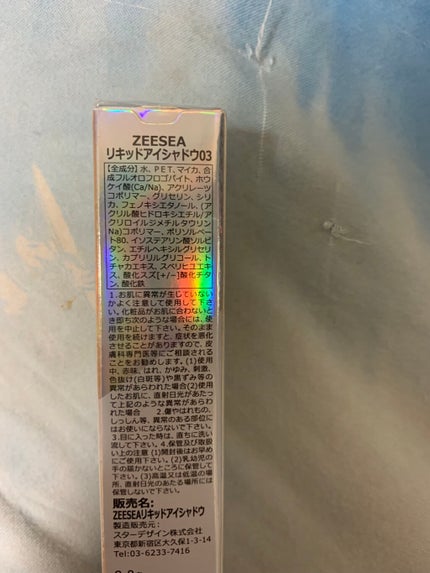 ZEESEA
リキッドアイシャドウ03
【全成分】水、PET、マイカ、合
成フルオロフロゴパイト、ホウ
ケイ酸(Ca/Na)、アクリレーツ
コポリマー、グリセリン、シリ
カ、フェノキシエタノール、(ア
クリル酸ヒドロキシエチル/ア
クリロイルジメチルタウリン
Na)コポリマー、ポリソルベー
ト80、イソステアリン酸ソルビ
タン、エチルヘキシルグリセリ
ン、カプリリルグリコール、ト
チャカエキス、スベリヒユエキ
ス、酸化スズ[+/-]酸化チタ
ン、酸化鉄
1.お肌に異常が生じていない
かよく注意して使用して下さ
い。化粧品がお肌に合わないと
き即ち次のような場合には、使
用を中止して下さい。そのまま
使用を続けますと、症状を悪化
させることがありますので、皮
膚科専門医等にご相談される
ことをお勧めします。(1)使用
中、赤味、はれ、かゆみ、刺激、
色抜け(白斑等)や黒ずみ等の
異常があらわれた場合(2)使用
したお肌に、直射日光があたっ
て上記のような異常があらわ
れた場合 2.傷やはれもの、
しっしん等、異常のある部位に
はお使いにならないで下さい。
3.目に入った時は、直ちに洗い
流して下さい。4.保管及び取扱
い上の注意 (1)開封後はお早め
にご使用下さい。(2)乳幼児の
手の届かないところに保管して
下さい。(3)高温又は低温の場
所、直射日光のあたる場所には
保管しないで下さい。
販売名:
ZEESEAリキッドアイシャドウ
製造販売元:
スターデザイン株式会社
東京都新宿区大久保1-3-14
Tel:03-6233-7416